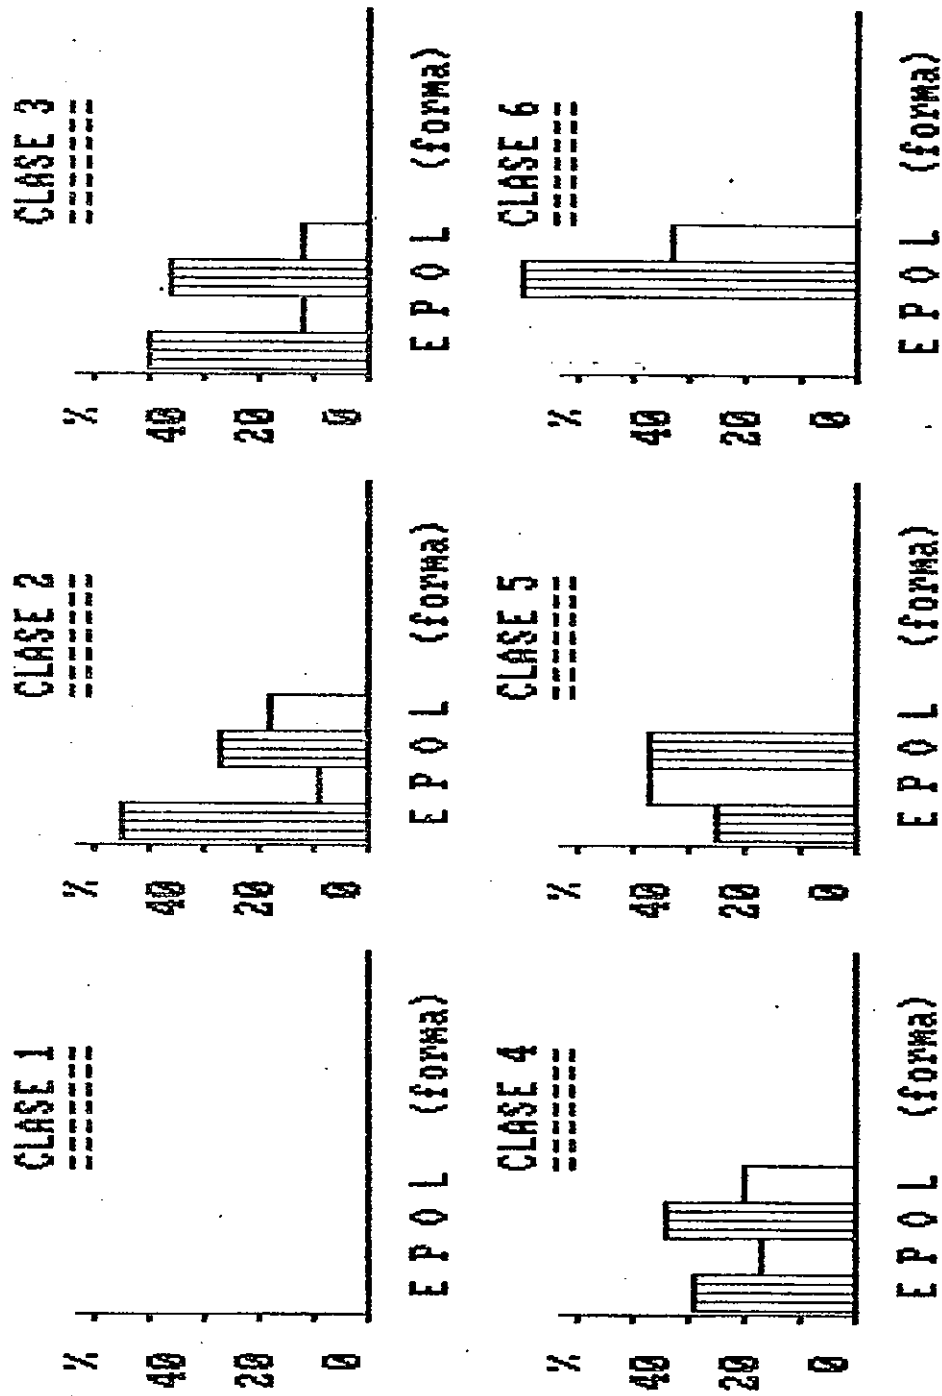 CLASE 1
=======
%
40
20
0
E P O L (forma)
CLASE 2
=======
%
40
20
0
E P O L (forma)
CLASE 3
=======
%
40
20
0
E P O L (forma)
CLASE 4
=======
%
40
20
0
E P O L (forma)
CLASE 5
=======
%
40
20
0
E P O L (forma)
CLASE 6
=======
%
40
20
0
E P O L (forma)